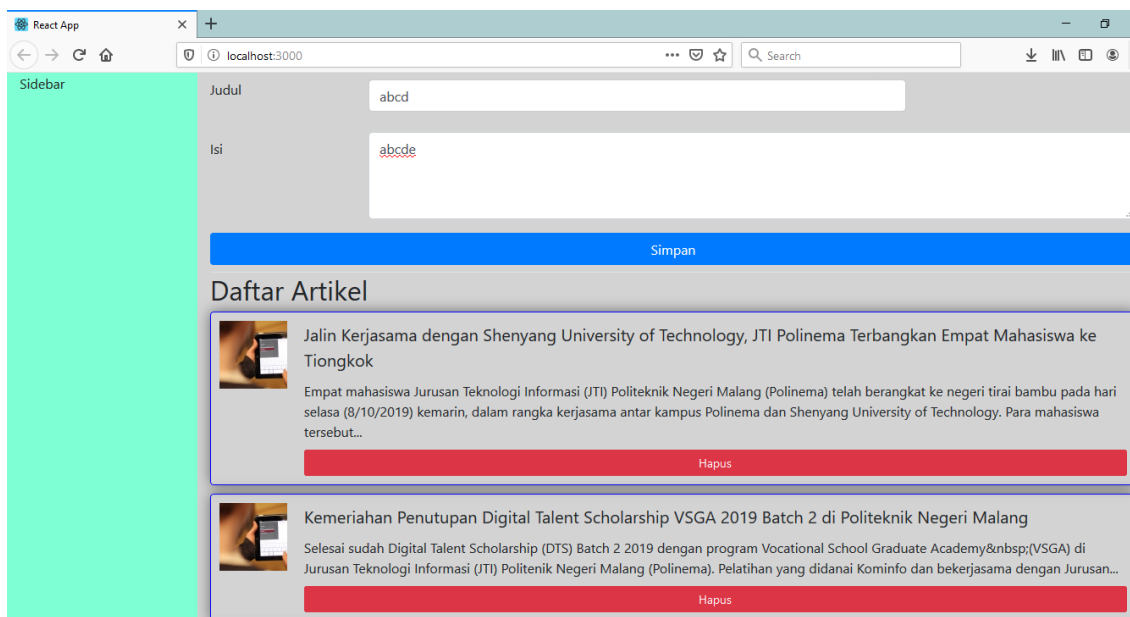 React App
localhost:3000
Search
Sidebar
Judul
abcd
Isi
abcde
Simpan
Daftar Artikel
Jalin Kerjasama dengan Shenyang University of Technology, JTI Polinema Terbangkan Empat Mahasiswa ke
Tiongkok
Empat mahasiswa Jurusan Teknologi Informasi (JTI) Politeknik Negeri Malang (Polinema) telah berangkat ke negeri tirai bambu pada hari
selasa (8/10/2019) kemarin, dalam rangka kerjasama antar kampus Polinema dan Shenyang University of Technology. Para mahasiswa
tersebut...
Hapus
Kemeriahan Penutupan Digital Talent Scholarship VSGA 2019 Batch 2 di Politeknik Negeri Malang
Selesai sudah Digital Talent Scholarship (DTS) Batch 2 2019 dengan program Vocational School Graduate Academy&nbsp;(VSGA) di
Jurusan Teknologi Informasi (JTI) Politenik Negeri Malang (Polinema). Pelatihan yang didanai Kominfo dan bekerjasama dengan Jurusan...
Hapus